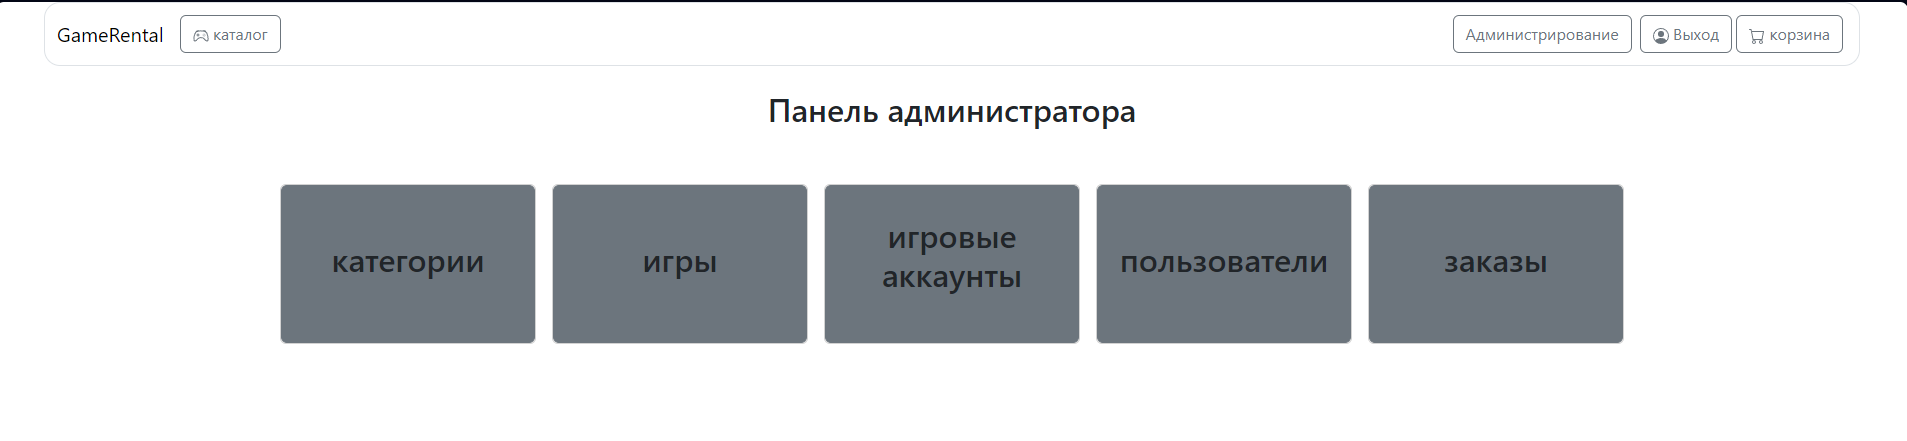 GameRental каталог Администрирование Выход корзина
Панель администратора
категории
игры
игровые
аккаунты
пользователи
заказы